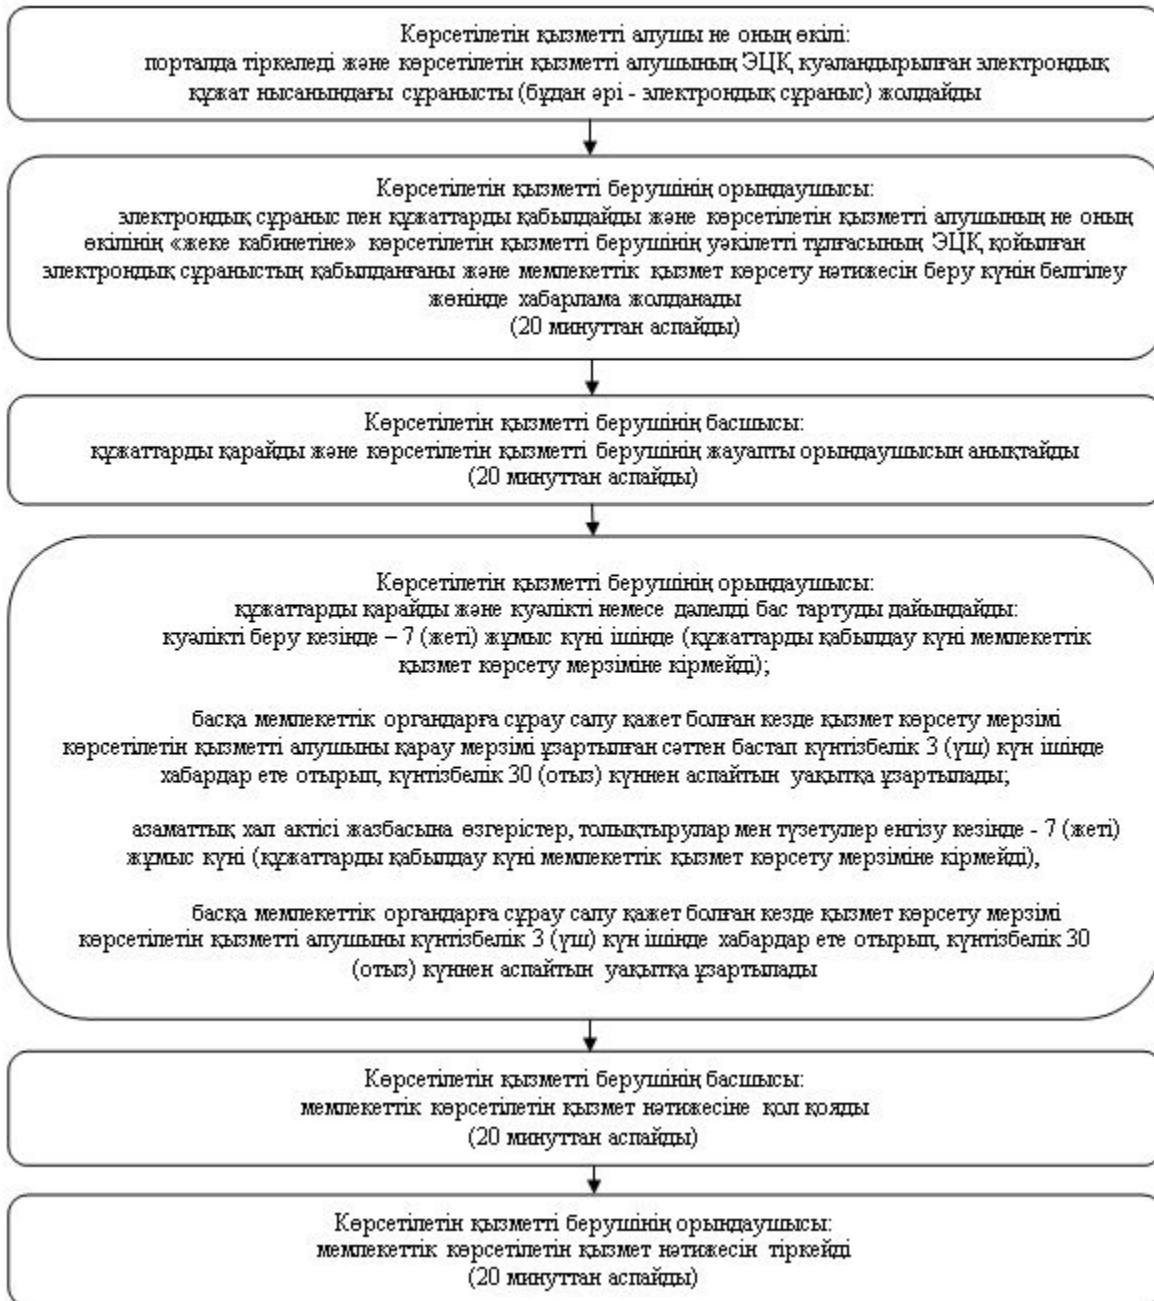 Көрсетілетін қызметті алушы не оның өкілі:
порталда тіркеледі және көрсетілетін қызметті алушының ЭЦҚ куәландырылған электрондық
құжат нысанындағы сұранысты (бұдан әрі - электрондық сұраныс) жолдайды
Көрсетілетін қызметті берушінің орындаушысы:
электрондық сұраныс пен құжаттарды қабылдайды және көрсетілетін қызметті алушының не оның
өкілінің «жеке кабинетіне» көрсетілетін қызметті берушінің уәкілетті тұлғасының ЭЦҚ қойылған
электрондық сұраныстың қабылданғаны және мемлекеттік қызмет көрсету нәтижесін беру күнін белгілеу
жөнінде хабарлама жолданады
(20 минуттан аспайды)
Көрсетілетін қызметті берушінің басшысы:
құжаттарды қарайды және көрсетілетін қызметті берушінің жауапты орындаушысын анықтайды
(20 минуттан аспайды)
Көрсетілетін қызметті берушінің орындаушысы:
құжаттарды қарайды және куәлікті немесе дәлелді бас тартуды дайындайды:
куәлікті беру кезінде – 7 (жеті) жұмыс күні ішінде (құжаттарды қабылдау күні мемлекеттік
қызмет көрсету мерзіміне кірмейді);
басқа мемлекеттік органдарға сұрау салу қажет болған кезде қызмет көрсету мерзімі
көрсетілетін қызметті алушыны қарау мерзімі ұзартылған сәттен бастап күнтізбелік 3 (үш) күн ішінде
хабардар ете отырып, күнтізбелік 30 (отыз) күннен аспайтын уақытқа ұзартылады;
азаматтық хал актісі жазбасына өзгерістер, толықтырулар мен түзетулер енгізу кезінде - 7 (жеті)
жұмыс күні (құжаттарды қабылдау күні мемлекеттік қызмет көрсету мерзіміне кірмейді),
басқа мемлекеттік органдарға сұрау салу қажет болған кезде қызмет көрсету мерзімі
көрсетілетін қызметті алушыны күнтізбелік 3 (үш) күн ішінде хабардар ете отырып, күнтізбелік 30
(отыз) күннен аспайтын уақытқа ұзартылады
Көрсетілетін қызметті берушінің басшысы:
мемлекеттік көрсетілетін қызмет нәтижесіне қол қояды
(20 минуттан аспайды)
Көрсетілетін қызметті берушінің орындаушысы:
мемлекеттік көрсетілетін қызмет нәтижесін тіркейді
(20 минуттан аспайды)